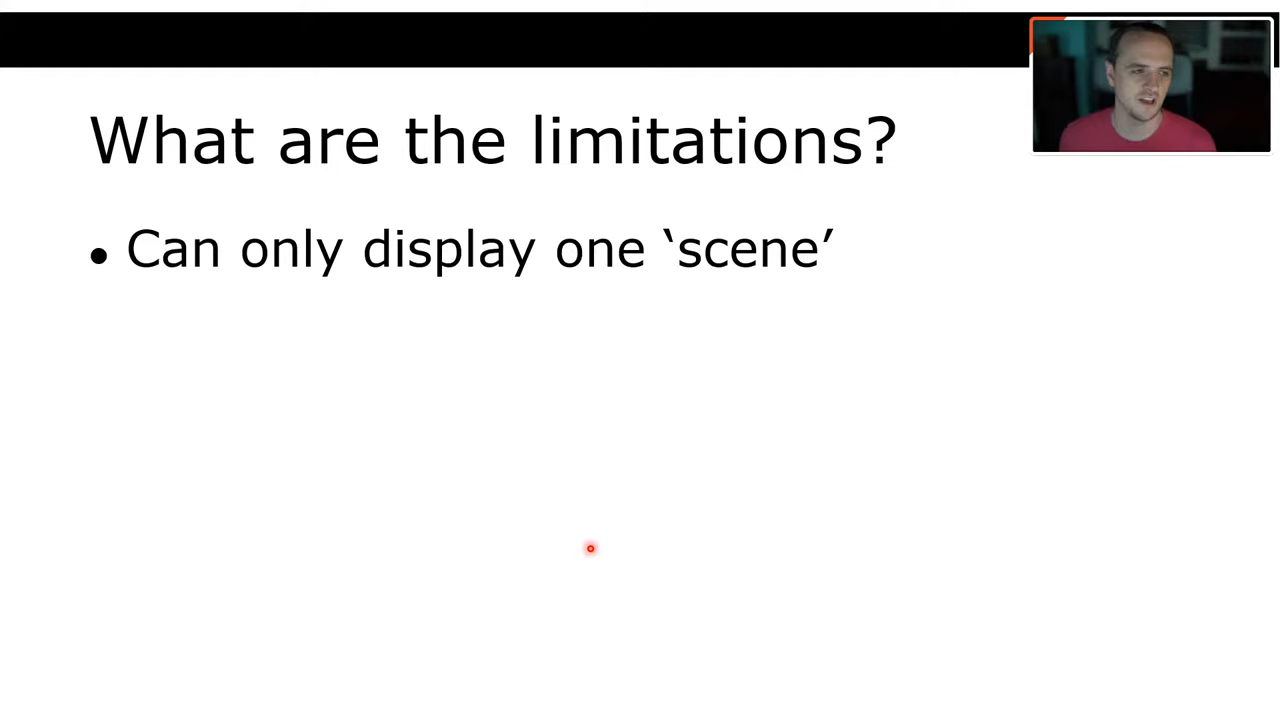 What are the limitations?
• Can only display one ‘scene’